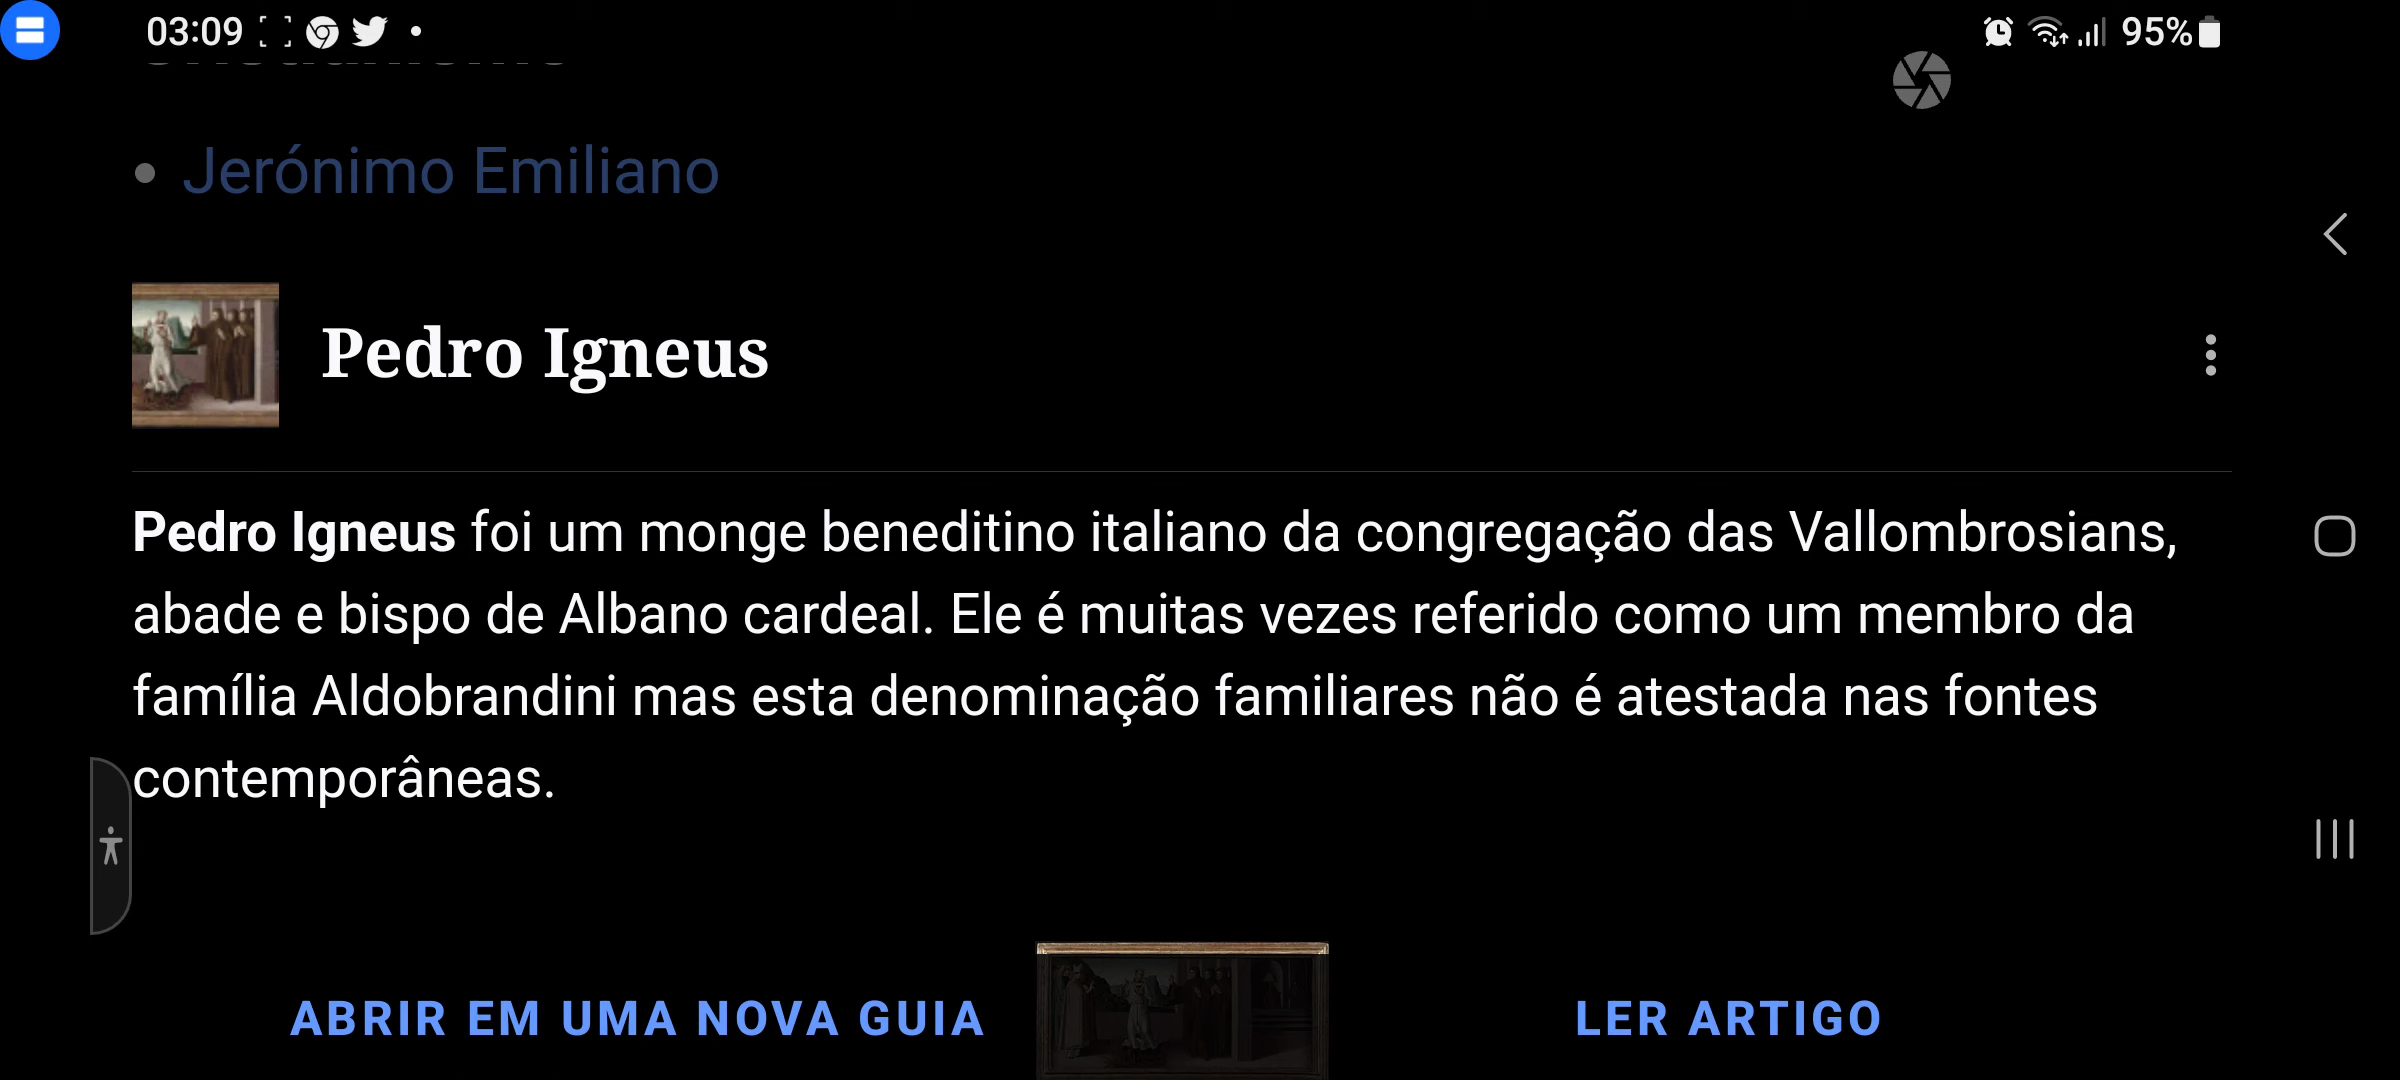 03:09
95%
Jerónimo Emiliano
Pedro Igneus
Pedro Igneus foi um monge beneditino italiano da congregação das Vallombrosians,
abade e bispo de Albano cardeal. Ele é muitas vezes referido como um membro da
família Aldobrandini mas esta denominação familiares não é atestada nas fontes
contemporâneas.
ABRIR EM UMA NOVA GUIA
LER ARTIGO